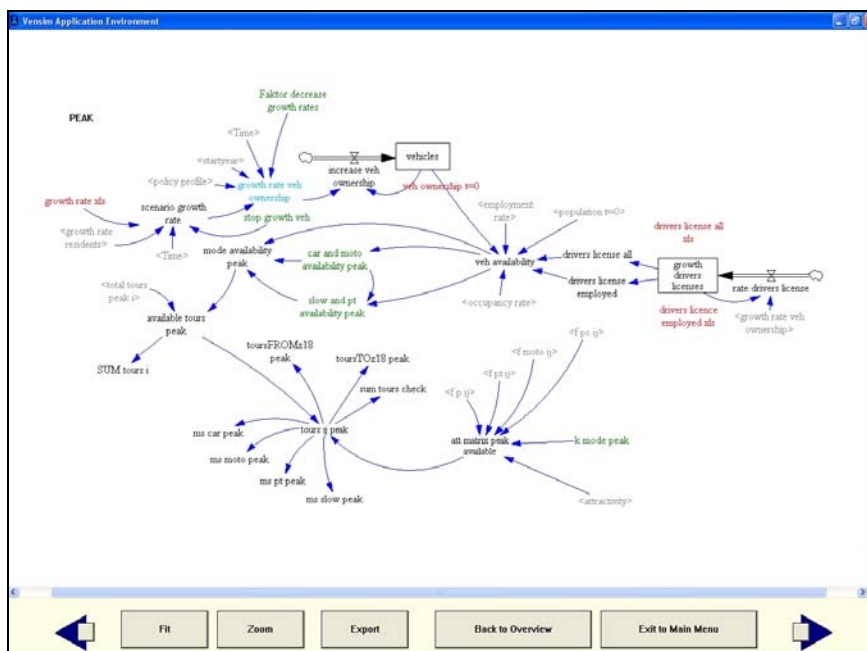 Vensim Application Environment
PEAK
Faktor decrease
growth rates
<Time>
<startyear>
<policy profile>
growth rate veh
ownership
increase veh
ownership
vehicles
veh ownership t=0
growth rate xls
scenario growth
rate
stop growth veh
<growth rate
residents>
<Time>
mode availability
peak
car and moto
availability peak
slow and pt
availability peak
<employment
rate>
<population t=0>
veh availability
<occupancy rate>
drivers license all
drivers license
employed
drivers license all
xls
growth
drivers
licenses
rate drivers license
drivers licence
employed xls
<growth rate veh
ownership>
<total tours
peak i>
available tours
peak
SUM tours i
toursFROMz18
peak
toursTOz18 peak
sum tours check
tours ij peak
ms car peak
ms moto peak
ms pt peak
ms slow peak
<f p ij>
<f pt ij>
<f moto ij>
<f pc ij>
att matrix peak
available
k mode peak
<attractivity>
Fit
Zoom
Export
Back to Overview
Exit to Main Menu